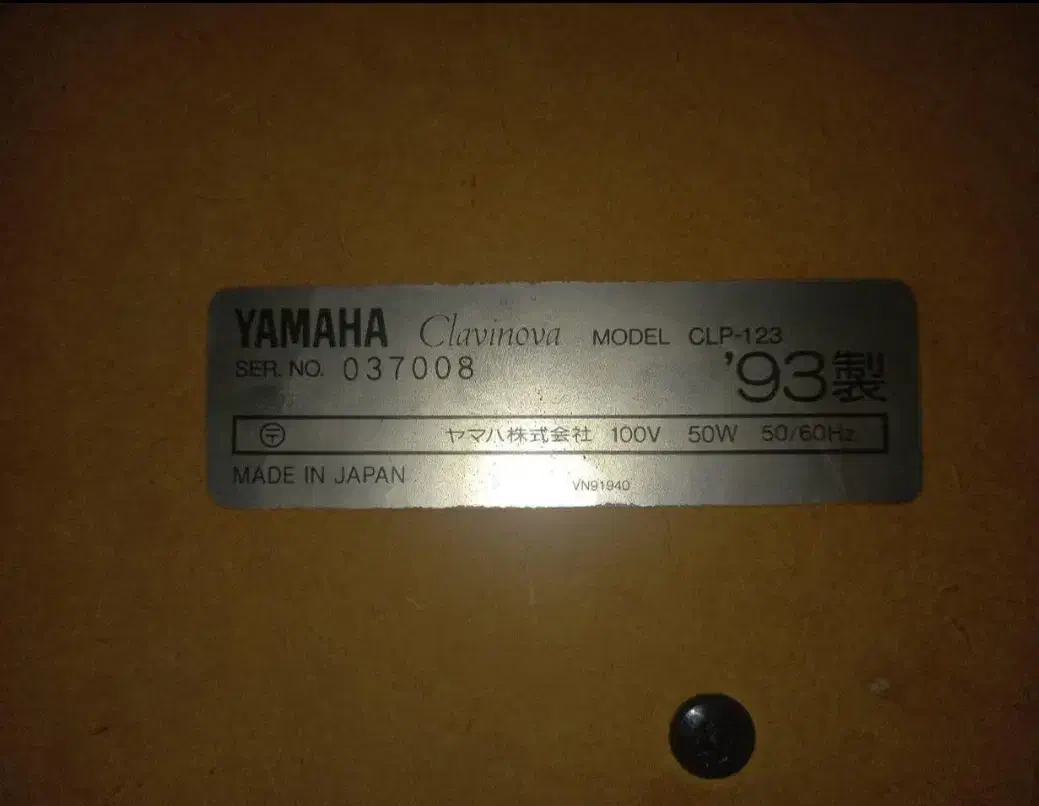 YAMAHA Clavinova MODEL CLP-123
SER. NO. 037008 '93製
〒 ヤマハ株式会社 100V 50W 50/60Hz
MADE IN JAPAN VN91940